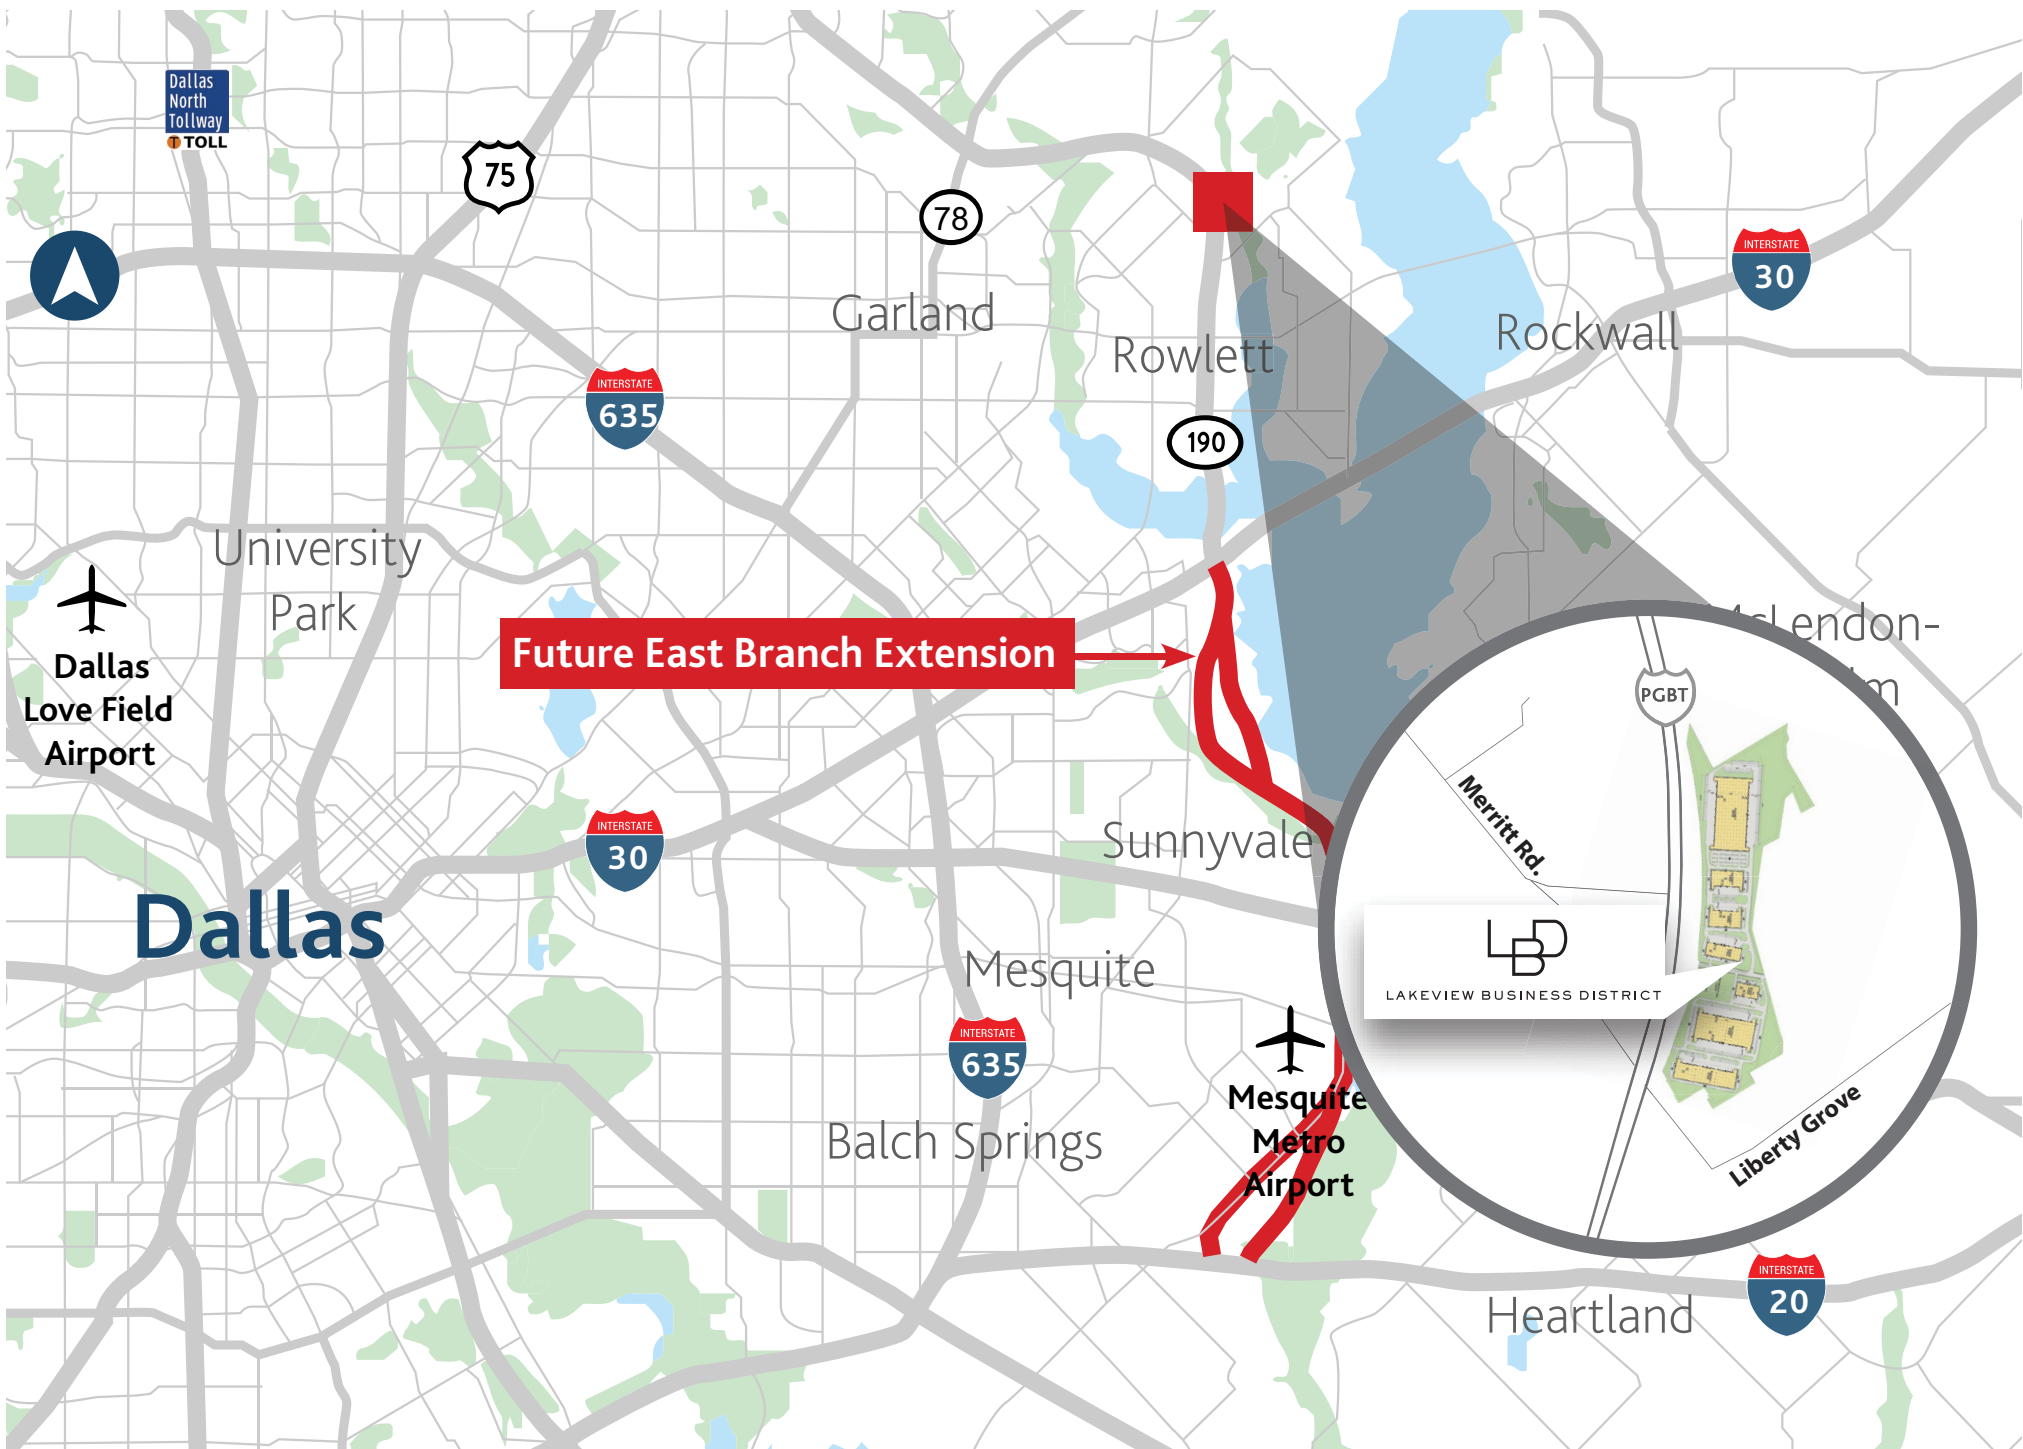 Dallas
North
Tollway
T TOLL
75
78
INTERSTATE
30
Garland
Rowlett
Rockwall
INTERSTATE
635
190
University
Park
Dallas
Love Field
Airport
Future East Branch Extension
PGBT
Merritt Rd.
Sunnyvale
INTERSTATE
30
Dallas
LBD
LAKEVIEW BUSINESS DISTRICT
Mesquite
INTERSTATE
635
Mesquite
Metro
Airport
Balch Springs
Liberty Grove
INTERSTATE
20
Heartland